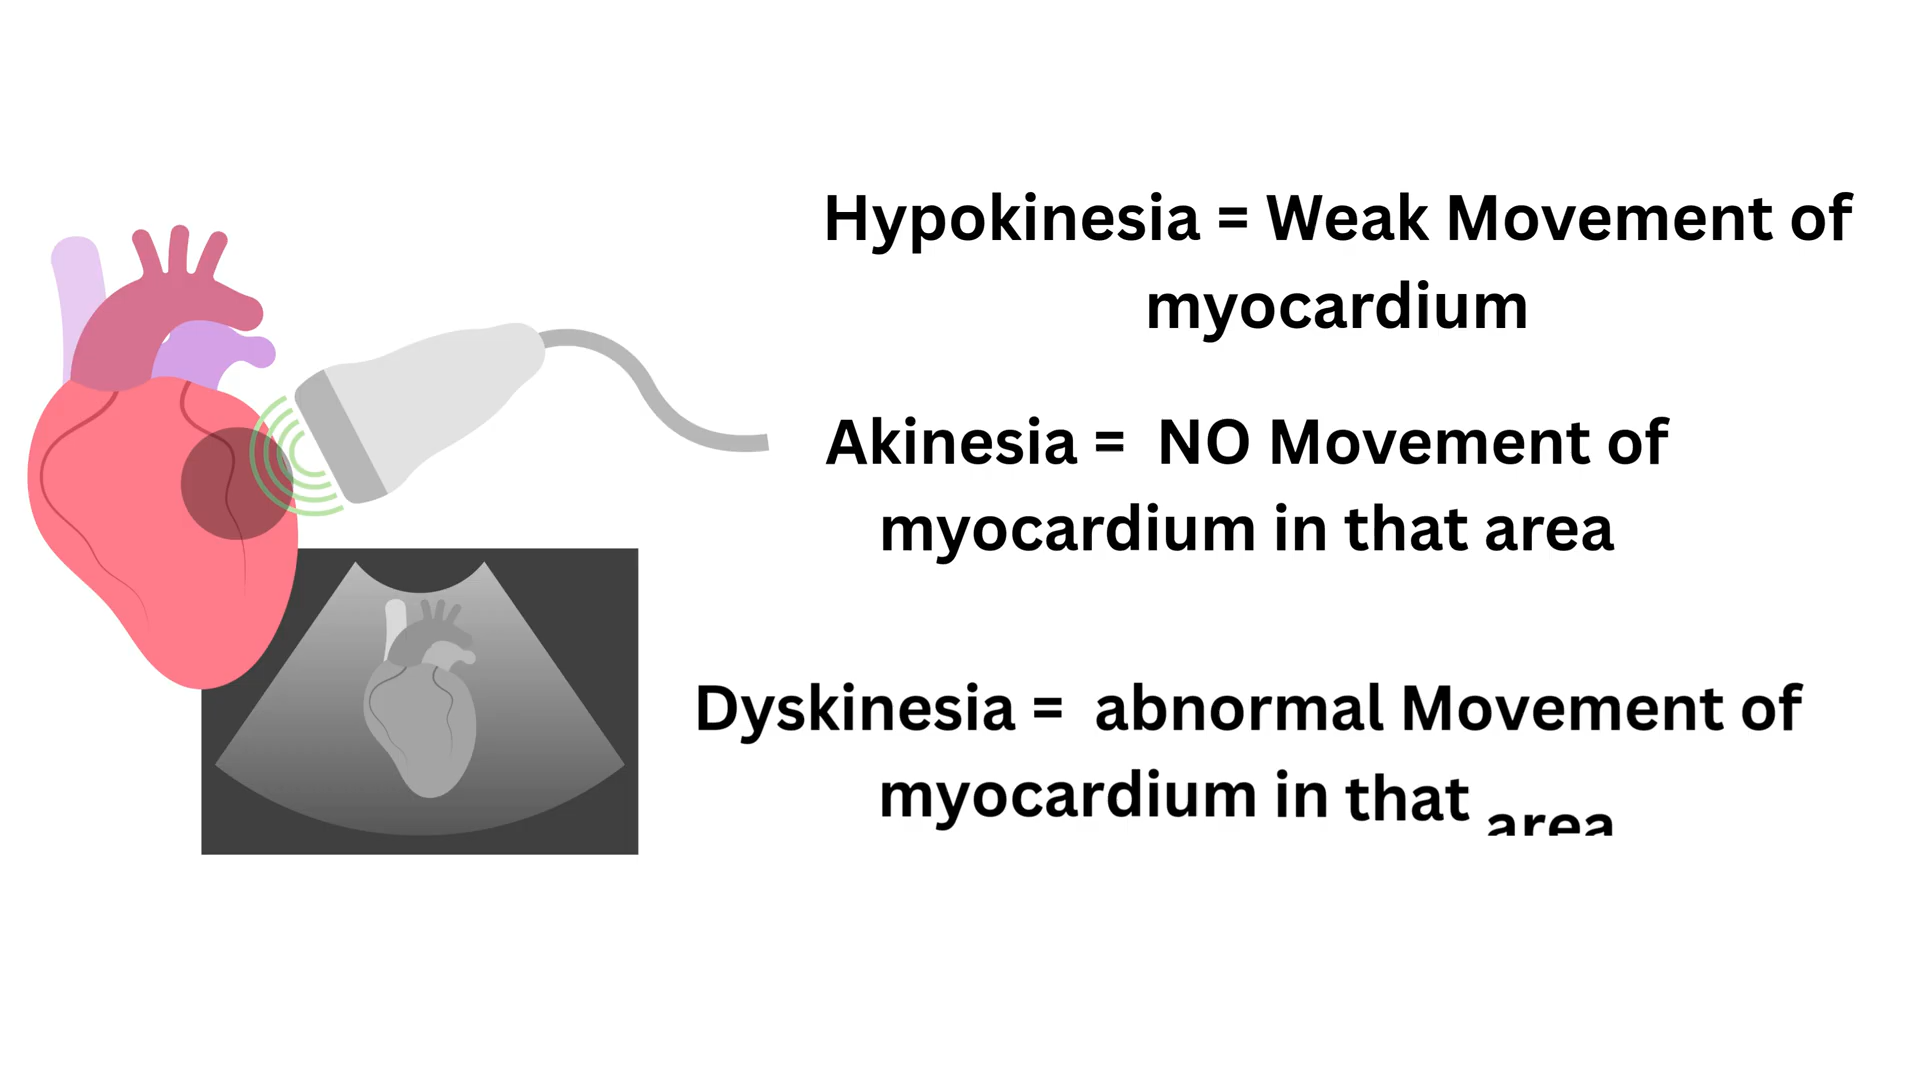 Hypokinesia = Weak Movement of
myocardium
Akinesia = NO Movement of
myocardium in that area
Dyskinesia = abnormal Movement of
myocardium in that area